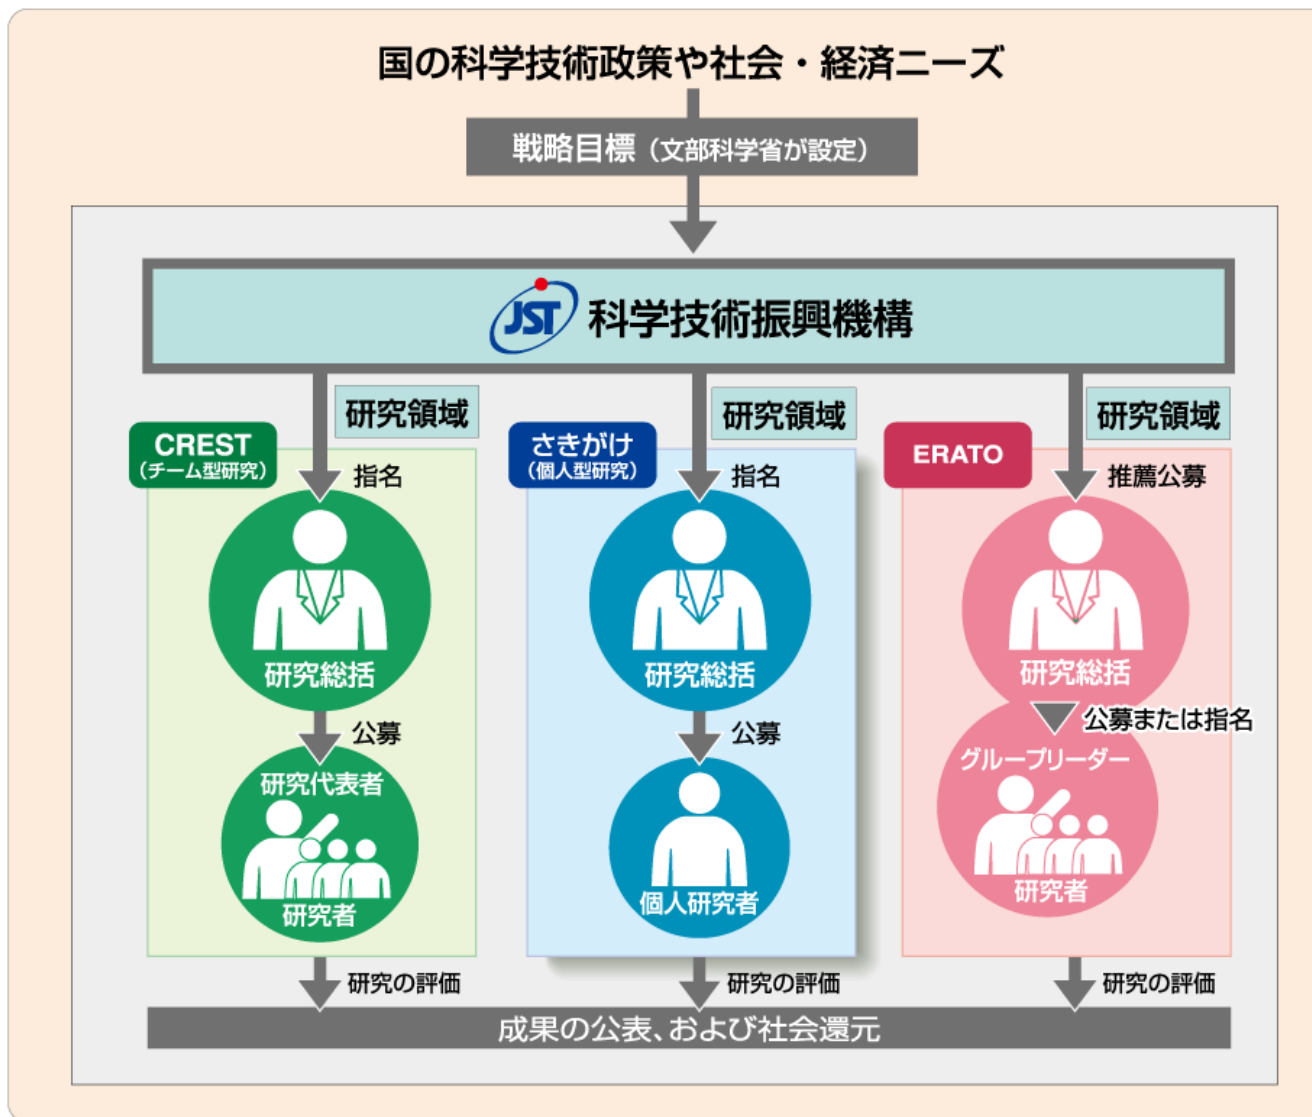 国の科学技術政策や社会・経済ニーズ
戦略目標（文部科学省が設定）
JST 科学技術振興機構
研究領域
研究領域
研究領域
CREST
（チーム型研究）
指名
研究総括
公募
研究代表者
研究者
研究の評価
さきがけ
（個人型研究）
指名
研究総括
公募
個人研究者
研究の評価
ERATO
推薦公募
研究総括
公募または指名
グループリーダー
研究者
研究の評価
成果の公表、および社会還元